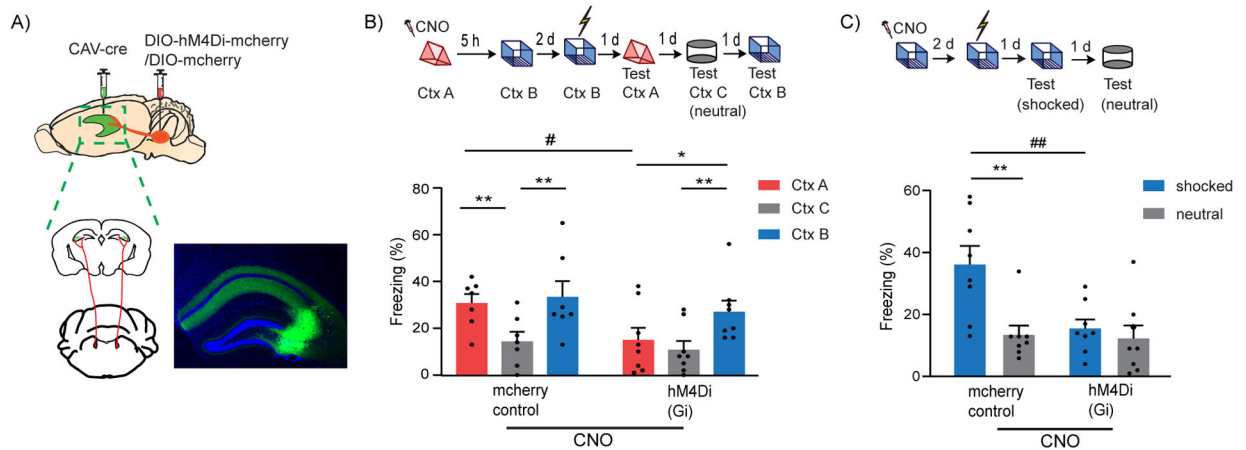 A)
CAV-cre
DIO-hM4Di-mcherry
/DIO-mcherry
B)
CNO
5 h
2 d
1 d
1 d
1 d
Ctx A
Ctx B
Ctx B
Test
Ctx A
Test
Ctx C
(neutral)
Test
Ctx B
#
*
**
**
**
Freezing (%)
80
60
40
20
0
Ctx A
Ctx C
Ctx B
mcherry
control
hM4Di
(Gi)
CNO
C)
CNO
2 d
1 d
1 d
Test
(shocked)
Test
(neutral)
##
**
Freezing (%)
60
40
20
0
shocked
neutral
mcherry
control
hM4Di
(Gi)
CNO